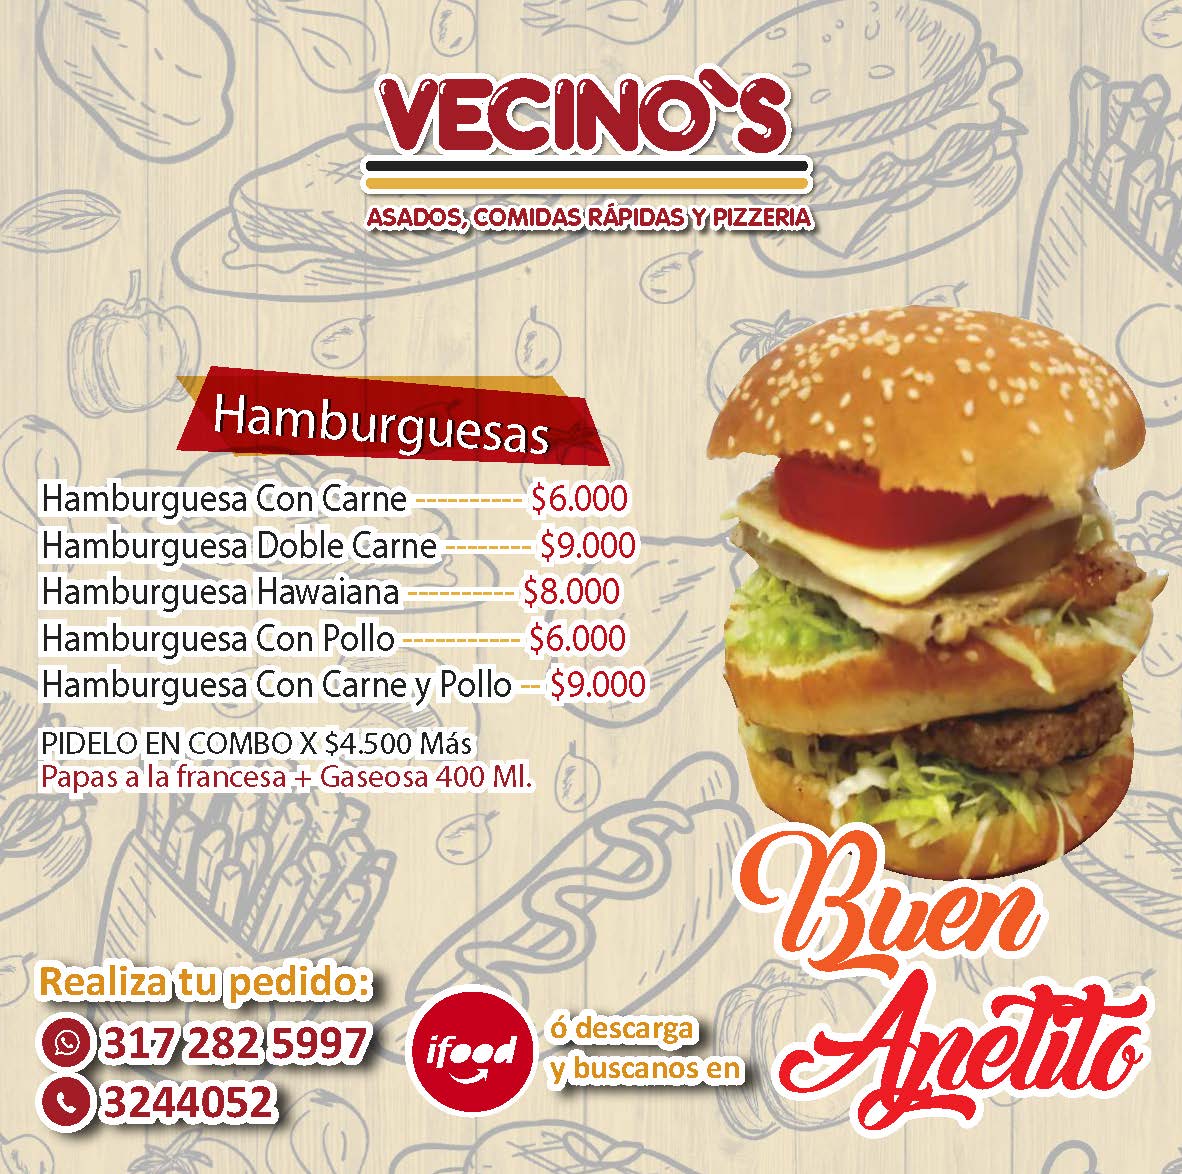 VECINO`S
ASADOS, COMIDAS RÁPIDAS Y PIZZERIA
Hamburguesas
Hamburguesa Con Carne ---------- $6.000
Hamburguesa Doble Carne -------- $9.000
Hamburguesa Hawaiana ---------- $8.000
Hamburguesa Con Pollo ----------- $6.000
Hamburguesa Con Carne y Pollo -- $9.000
PIDELO EN COMBO X $4.500 Más
Papas a la francesa + Gaseosa 400 Ml.
Buen
Apetito
Realiza tu pedido:
317 282 5997
3244052
ifood
ó descarga
y buscanos en